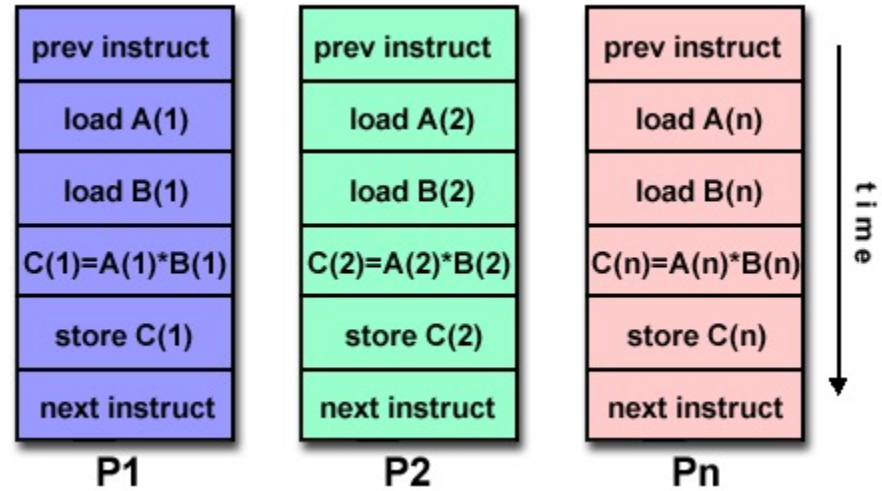 prev instruct
load A(1)
load B(1)
C(1)=A(1)*B(1)
store C(1)
next instruct
P1
prev instruct
load A(2)
load B(2)
C(2)=A(2)*B(2)
store C(2)
next instruct
P2
prev instruct
load A(n)
load B(n)
C(n)=A(n)*B(n)
store C(n)
next instruct
Pn
time